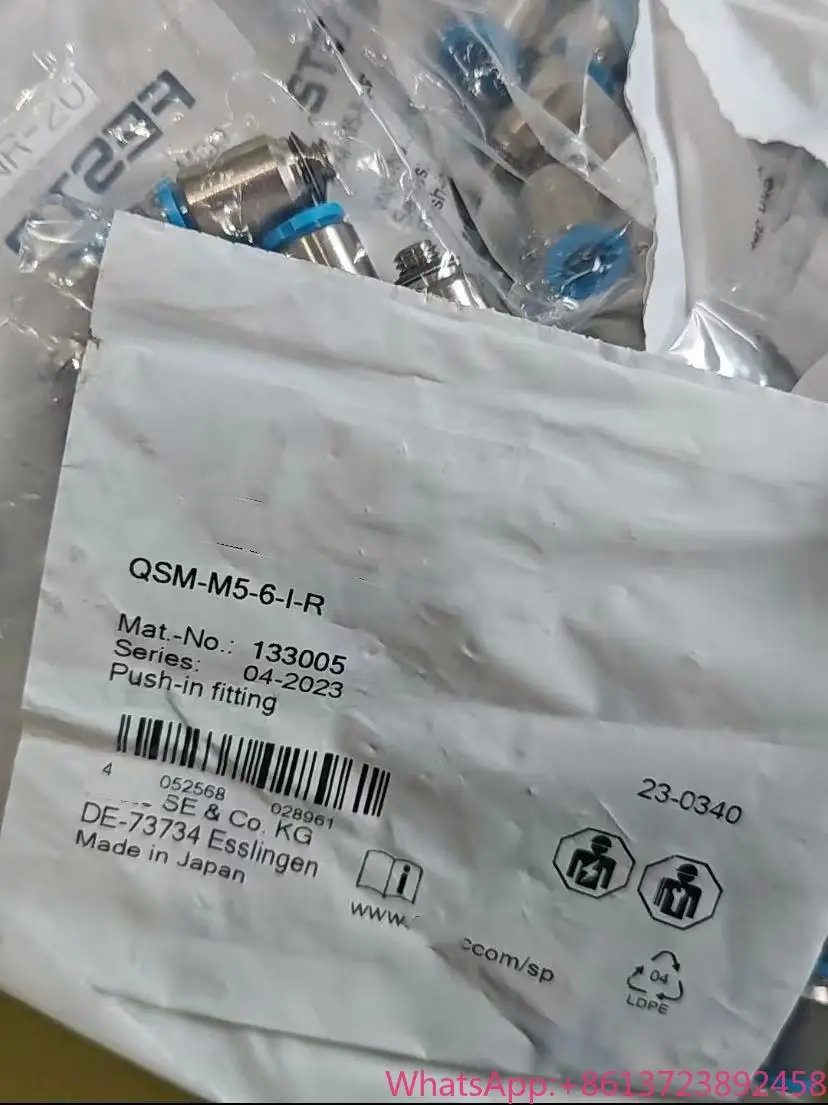 FESTO
QSM-M5-6-I-R
Mat.-No.: 133005
Series: 04-2023
Push-in fitting
4 052568 028961
SE & Co. KG
DE-73734 Esslingen
Made in Japan
23-0340
www.
com/sp
04
LDPE
WhatsApp:+8613723892458